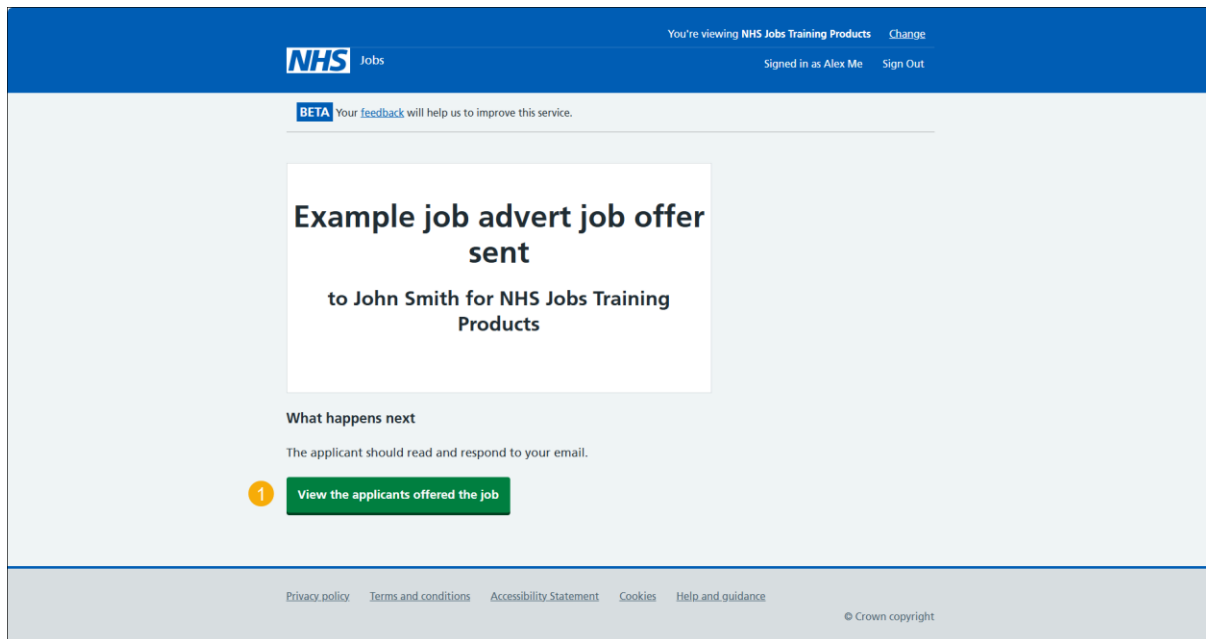 You're viewing NHS Jobs Training Products Change
NHS Jobs
Signed in as Alex Me Sign Out
BETA Your feedback will help us to improve this service.
Example job advert job offer
sent
to John Smith for NHS Jobs Training
Products
What happens next
The applicant should read and respond to your email.
1 View the applicants offered the job
Privacy policy Terms and conditions Accessibility Statement Cookies Help and guidance
© Crown copyright